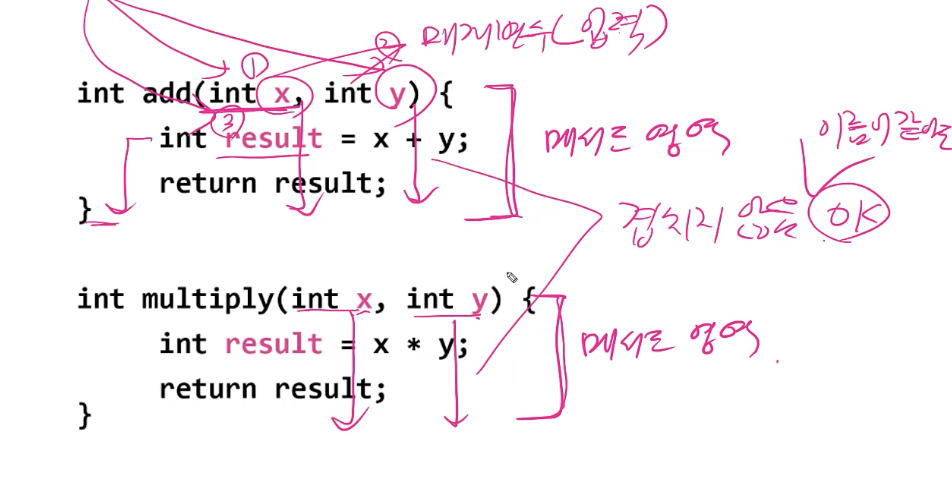 매개변수(입력)
① ②
int add(int x, int y) {
③
int result = x + y;
메서드 영역
이름이 같아도
return result;
}
겹치지 않음 OK
int multiply(int x, int y) {
int result = x * y;
메서드 영역
return result;
}